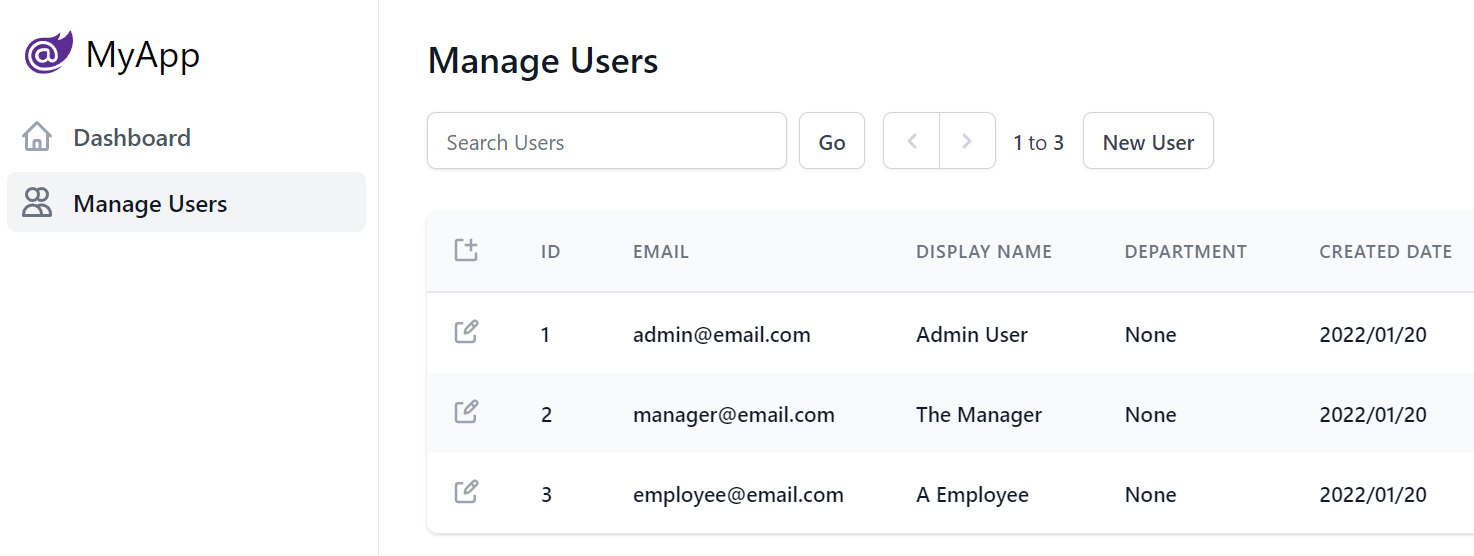 MyApp
Dashboard
Manage Users
Manage Users
Search Users Go 1 to 3 New User
ID EMAIL DISPLAY NAME DEPARTMENT CREATED DATE
1 admin@email.com Admin User None 2022/01/20
2 manager@email.com The Manager None 2022/01/20
3 employee@email.com A Employee None 2022/01/20